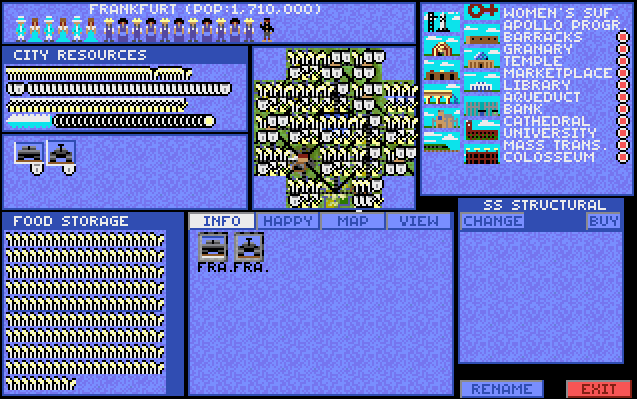 FRANKFURT (POP:1,710,000)
CITY RESOURCES
WOMEN'S SUF.
APOLLO PROGR.
BARRACKS
GRANARY
TEMPLE
MARKETPLACE
LIBRARY
AQUEDUCT
BANK
CATHEDRAL
UNIVERSITY
MASS TRANS.
COLOSSEUM
SS STRUCTURAL
CHANGE BUY
FOOD STORAGE
INFO HAPPY MAP VIEW
FRA. FRA.
RENAME EXIT